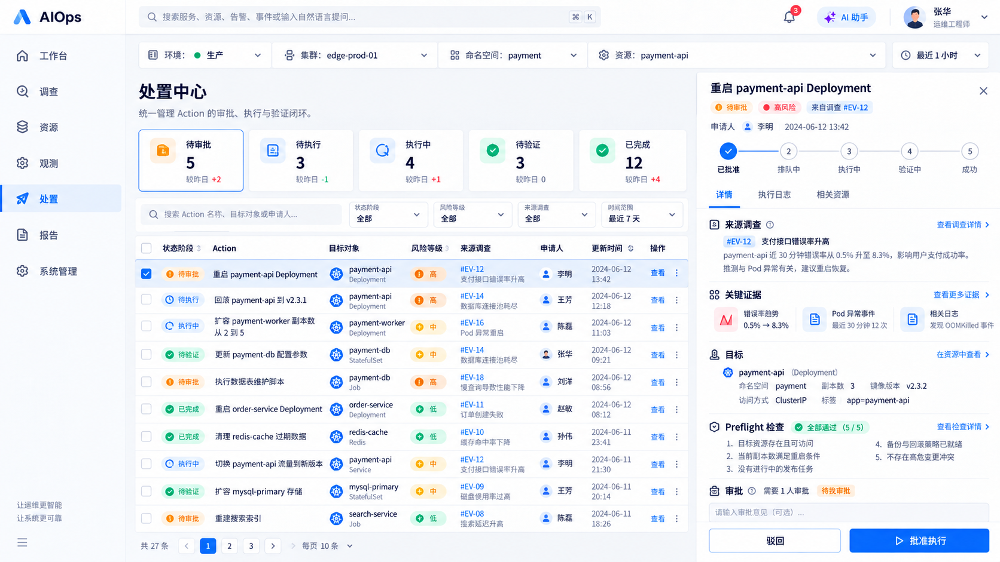 AIOps
搜索服务、资源、告警、事件或输入自然语言提问...
⌘ K
3
AI 助手
张华
运维工程师
工作台
调查
资源
观测
处置
报告
系统管理
让运维更智能
让系统更可靠
环境： 生产
集群： edge-prod-01
命名空间： payment
资源： payment-api
最近 1 小时
处置中心
统一管理 Action 的审批、执行与验证闭环。
待审批
5
较昨日 +2
待执行
3
较昨日 -1
执行中
4
较昨日 +1
待验证
3
较昨日 0
已完成
12
较昨日 +4
搜索 Action 名称、目标对象或申请人...
状态阶段
全部
风险等级
全部
来源调查
全部
时间范围
最近 7 天
状态阶段 Action 目标对象 风险等级 来源调查 申请人 更新时间 操作
待审批 重启 payment-api Deployment payment-api Deployment 高 #EV-12 支付接口错误率升高 李明 2024-06-12 13:42 查看
待执行 回落 payment-api 到 v2.3.1 payment-api Deployment 高 #EV-14 数据库连接池耗尽 王芳 2024-06-12 12:18 查看
执行中 扩容 payment-worker 副本数 从 2 到 5 payment-worker Deployment 中 #EV-16 Pod 异常重启 陈磊 2024-06-12 11:03 查看
待验证 更新 payment-db 配置参数 payment-db StatefulSet 中 #EV-14 数据库连接池耗尽 张华 2024-06-12 09:21 查看
待审批 执行数据表维护脚本 payment-db Job 高 #EV-18 慢查询导致性能下降 刘洋 2024-06-12 08:56 查看
已完成 重启 order-service Deployment order-service Deployment 低 #EV-11 订单创建失败 赵敏 2024-06-12 08:12 查看
已完成 清理 redis-cache 过期数据 redis-cache Redis 低 #EV-10 缓存命中率下降 孙伟 2024-06-11 23:41 查看
执行中 切换 payment-api 流量到新版本 payment-api Service 中 #EV-12 支付接口错误率升高 李明 2024-06-11 21:30 查看
待验证 扩容 mysql-primary 存储 mysql-primary StatefulSet 中 #EV-09 磁盘使用率过高 王芳 2024-06-11 20:14 查看
待审批 重建搜索索引 search-service Job 低 #EV-08 搜索延迟升高 陈磊 2024-06-11 18:26 查看
共 27 条 1 2 3 每页 10 条
重启 payment-api Deployment
待审批 高风险 来自调查 #EV-12
申请人 李明 2024-06-12 13:42
2 3 4 5
已批准 排队中 执行中 验证中 成功
详情 执行日志 相关资源
来源调查 查看调查详情
#EV-12 支付接口错误率升高
payment-api 近 30 分钟错误率从 0.5% 升至 8.3%，影响用户支付成功率。
推测与 Pod 异常有关，建议重启恢复。
关键证据 查看更多证据
错误率趋势
0.5% → 8.3%
Pod 异常事件
最近 30 分钟 12 次
相关日志
发现 OOMKilled 事件
目标 在资源中查看
payment-api （Deployment）
命名空间 payment 副本数 3 镜像版本 v2.3.2
访问方式 ClusterIP 标签 app=payment-api
Preflight 检查 全部通过 （5 / 5） 查看检查详情
1. 目标资源存在且可访问
2. 当前副本数满足重启条件
3. 没有进行中的发布任务
4. 备份与回滚策略已就绪
5. 不存在高危变更冲突
审批 需要 1 人审批 待我审批
请输入审批意见（可选）...
驳回 批准执行